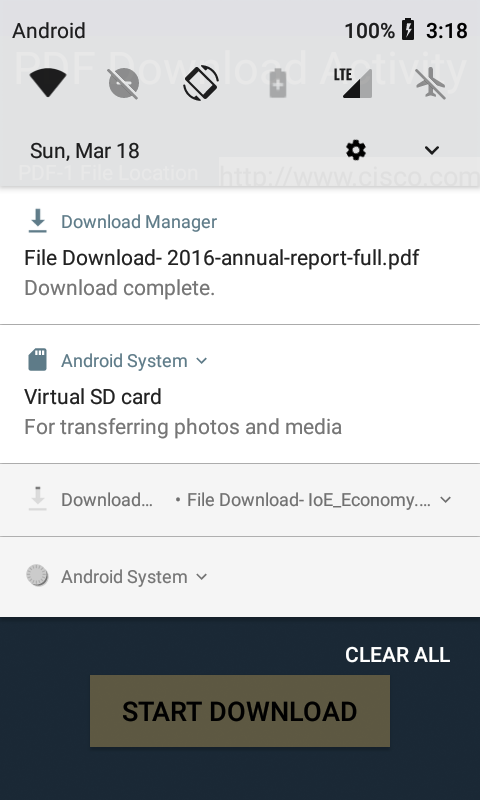 Android 100% 3:18
PDF Download Activity
LTE
Sun, Mar 18
PDF-1 File Location http://www.cisco.com
Download Manager
File Download- 2016-annual-report-full.pdf
Download complete.
Android System
Virtual SD card
For transferring photos and media
Download... • File Download- IoE_Economy....
Android System
CLEAR ALL
START DOWNLOAD